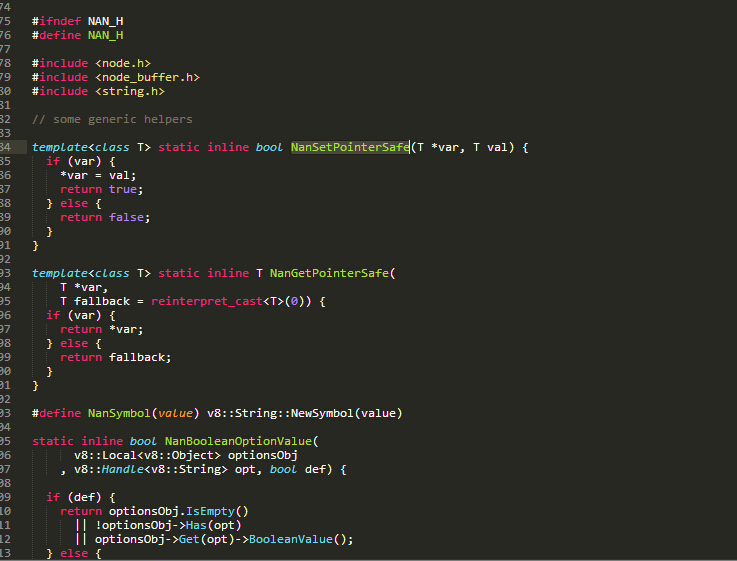 74
75 #ifndef NAN_H
76 #define NAN_H
77
78 #include <node.h>
79 #include <node_buffer.h>
80 #include <string.h>
81
82 // some generic helpers
83
84 template<class T> static inline bool NanSetPointerSafe(T *var, T val) {
85 if (var) {
86 *var = val;
87 return true;
88 } else {
89 return false;
90 }
91 }
92
93 template<class T> static inline T NanGetPointerSafe(
94 T *var,
95 T fallback = reinterpret_cast<T>(0)) {
96 if (var) {
97 return *var;
98 } else {
99 return fallback;
00 }
01 }
02
03 #define NanSymbol(value) v8::String::NewSymbol(value)
04
05 static inline bool NanBooleanOptionValue(
06 v8::Local<v8::Object> optionsObj
07 , v8::Handle<v8::String> opt, bool def) {
08
09 if (def) {
10 return optionsObj.IsEmpty()
11 || !optionsObj->Has(opt)
12 || optionsObj->Get(opt)->BooleanValue();
13 } else {